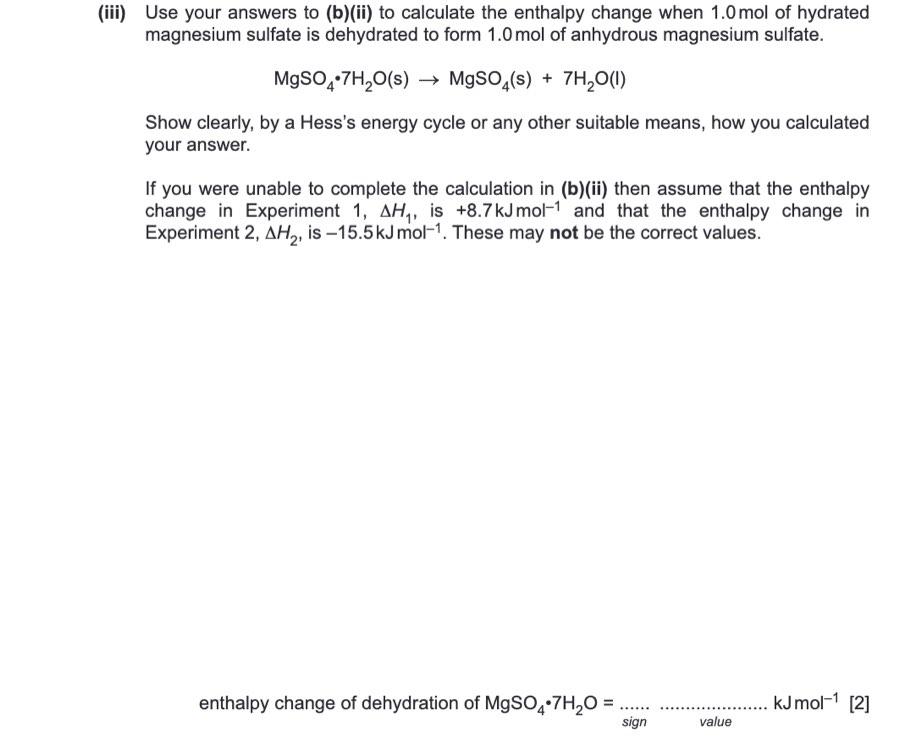 (iii) Use your answers to (b)(ii) to calculate the enthalpy change when 1.0 mol of hydrated
magnesium sulfate is dehydrated to form 1.0 mol of anhydrous magnesium sulfate.
MgSO₄•7H₂O(s) → MgSO₄(s) + 7H₂O(l)
Show clearly, by a Hess's energy cycle or any other suitable means, how you calculated
your answer.
If you were unable to complete the calculation in (b)(ii) then assume that the enthalpy
change in Experiment 1, ΔH₁, is +8.7 kJ mol⁻¹ and that the enthalpy change in
Experiment 2, ΔH₂, is –15.5 kJ mol⁻¹. These may not be the correct values.
enthalpy change of dehydration of MgSO₄•7H₂O = ...... ...................... kJ mol⁻¹ [2]
sign value